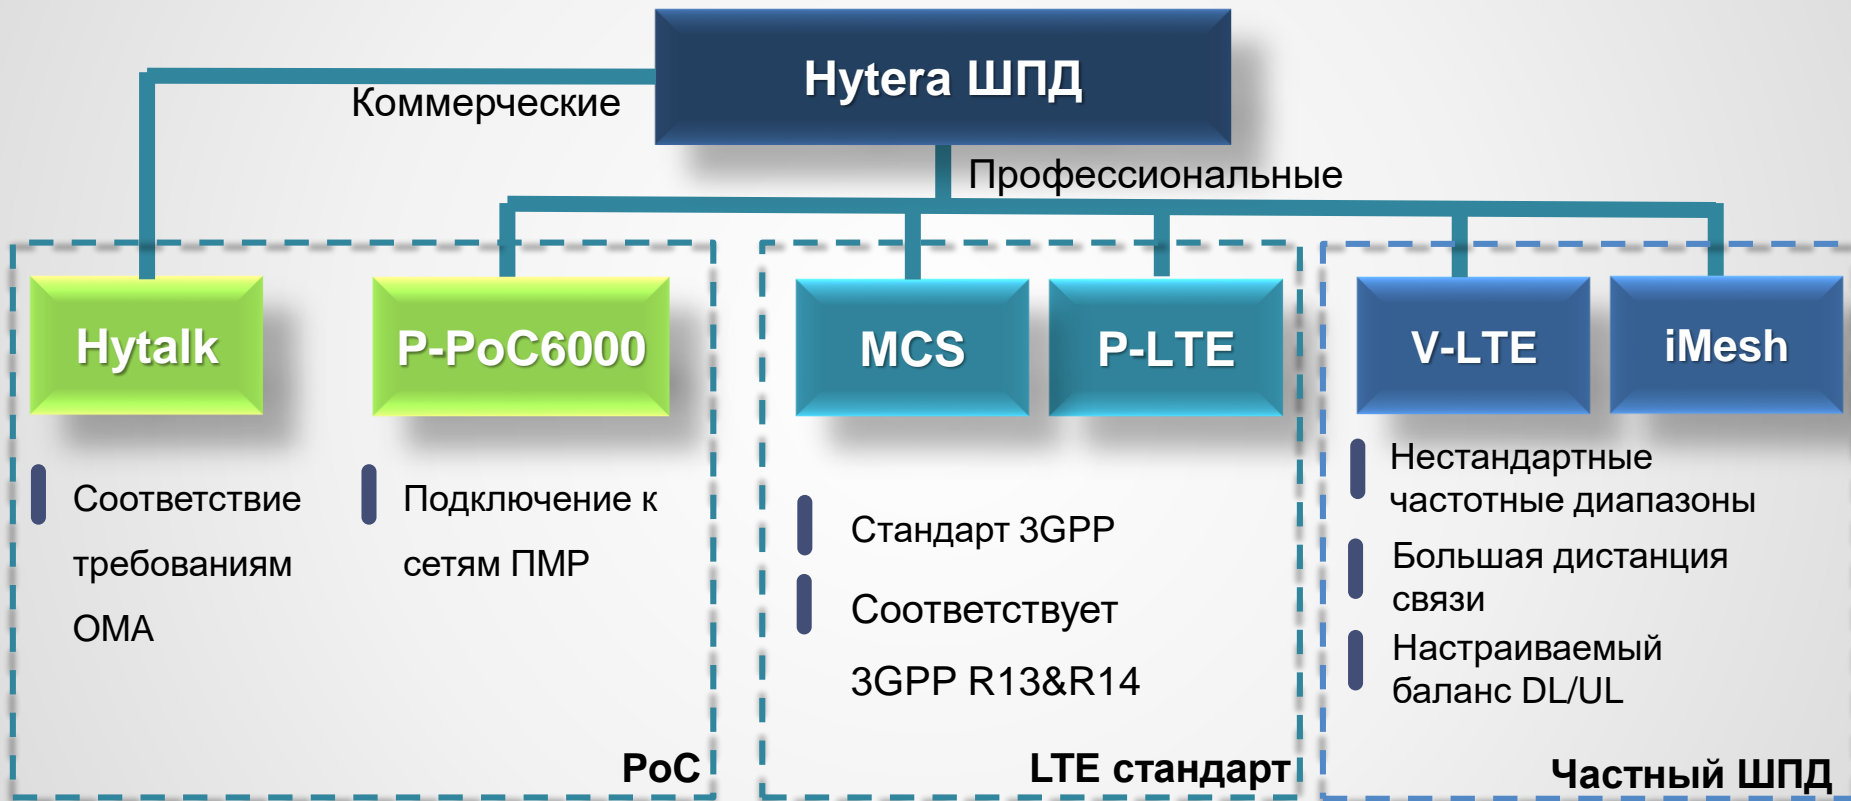 Hytera ШПД
Коммерческие
Профессиональные
Hytalk
P-PoC6000
MCS
P-LTE
V-LTE
iMesh
Соответствие
требованиям
ОМА
Подключение к
сетям ПМР
Стандарт 3GPP
Соответствует
3GPP R13&R14
Нестандартные
частотные диапазоны
Большая дистанция
связи
Настраиваемый
баланс DL/UL
PoC
LTE стандарт
Частный ШПД